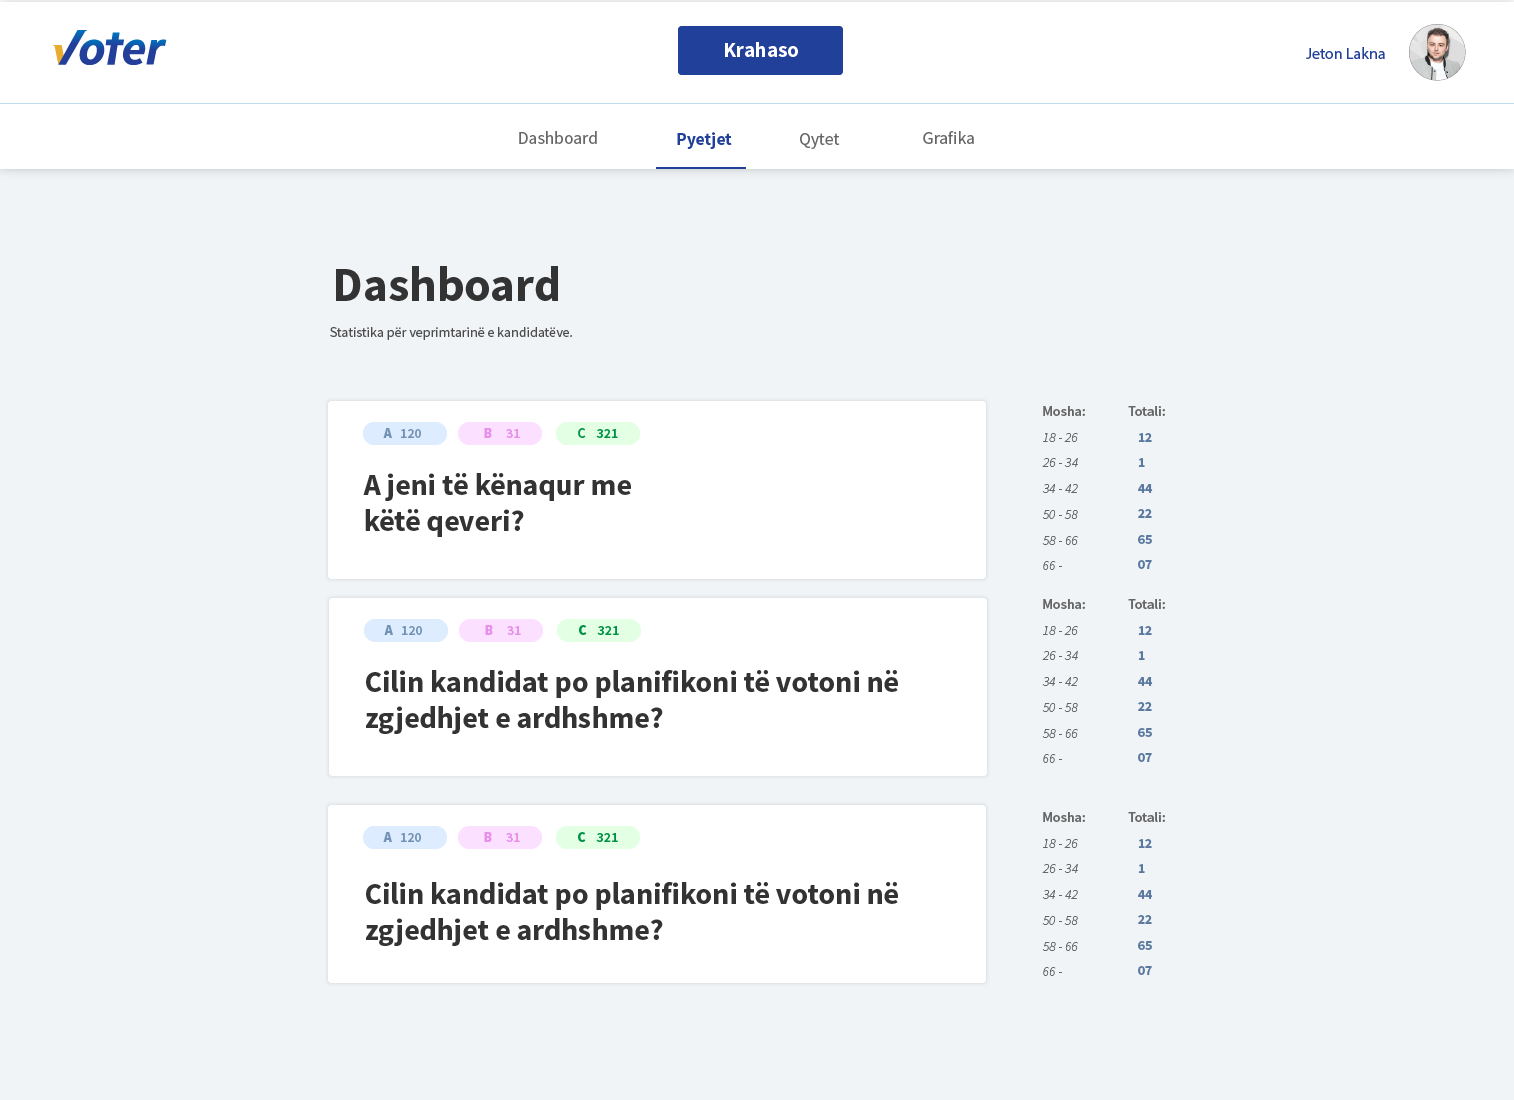 Voter
Krahaso
Jeton Lakna
Dashboard Pyetjet Qytet Grafika
Dashboard
Statistika për veprimtarinë e kandidatëve.
A 120 B 31 C 321
A jeni të kënaqur me
këtë qeveri?
Mosha: Totali:
18 - 26 12
26 - 34 1
34 - 42 44
50 - 58 22
58 - 66 65
66 - 07
A 120 B 31 C 321
Cilin kandidat po planifikoni të votoni në
zgjedhjet e ardhshme?
Mosha: Totali:
18 - 26 12
26 - 34 1
34 - 42 44
50 - 58 22
58 - 66 65
66 - 07
A 120 B 31 C 321
Cilin kandidat po planifikoni të votoni në
zgjedhjet e ardhshme?
Mosha: Totali:
18 - 26 12
26 - 34 1
34 - 42 44
50 - 58 22
58 - 66 65
66 - 07